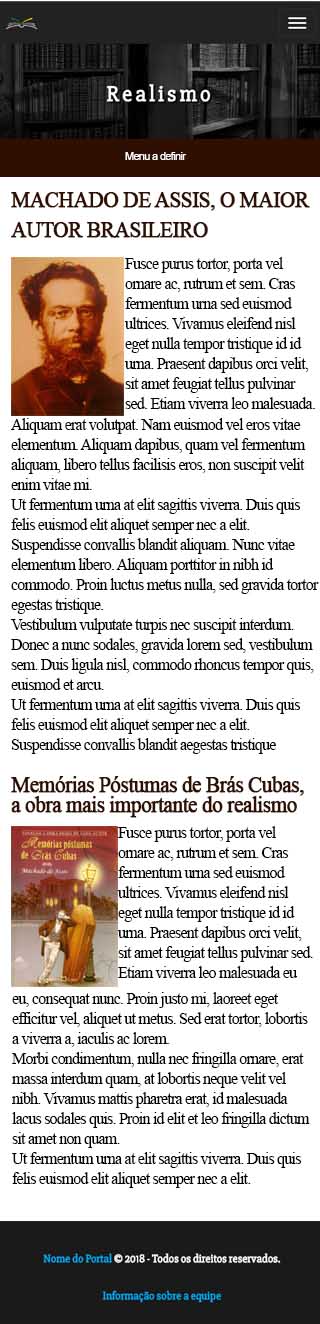 Realismo
Menu a definir
MACHADO DE ASSIS, O MAIOR
AUTOR BRASILEIRO
Fusce purus tortor, porta vel
ornare ac, rutrum et sem. Cras
fermentum urna sed euismod
ultrices. Vivamus eleifend nisl
eget nulla tempor tristique id id
urna. Praesent dapibus orci velit,
sit amet feugiat tellus pulvinar
sed. Etiam viverra leo malesuada.
Aliquam erat volutpat. Nam euismod vel eros vitae
elementum. Aliquam dapibus, quam vel fermentum
aliquam, libero tellus facilisis eros, non suscipit velit
enim vitae mi.
Ut fermentum urna at elit sagittis viverra. Duis quis
felis euismod elit aliquet semper nec a elit.
Suspendisse convallis blandit aliquam. Nunc vitae
elementum libero. Aliquam porttitor in nibh id
commodo. Proin luctus metus nulla, sed gravida tortor
egestas tristique.
Vestibulum vulputate turpis nec suscipit interdum.
Donec a nunc sodales, gravida lorem sed, vestibulum
sem. Duis ligula nisl, commodo rhoncus tempor quis,
euismod et arcu.
Ut fermentum urna at elit sagittis viverra. Duis quis
felis euismod elit aliquet semper nec a elit.
Suspendisse convallis blandit aegestas tristique
Memórias Póstumas de Brás Cubas,
a obra mais importante do realismo
Memórias póstumas
de Brás Cubas
Machado de Assis
Fusce purus tortor, porta vel
ornare ac, rutrum et sem. Cras
fermentum urna sed euismod
ultrices. Vivamus eleifend nisl
eget nulla tempor tristique id id
urna. Praesent dapibus orci velit,
sit amet feugiat tellus pulvinar sed.
Etiam viverra leo malesuada eu
eu, consequat nunc. Proin justo mi, laoreet eget
efficitur vel, aliquet ut metus. Sed erat tortor, lobortis
a viverra a, iaculis ac lorem.
Morbi condimentum, nulla nec fringilla ornare, erat
massa interdum quam, at lobortis neque velit vel
nibh. Vivamus mattis pharetra erat, id malesuada
lacus sodales quis. Proin id elit et leo fringilla dictum
sit amet non quam.
Ut fermentum urna at elit sagittis viverra. Duis quis
felis euismod elit aliquet semper nec a elit.
Nome do Portal © 2018 - Todos os direitos reservados.
Informação sobre a equipe